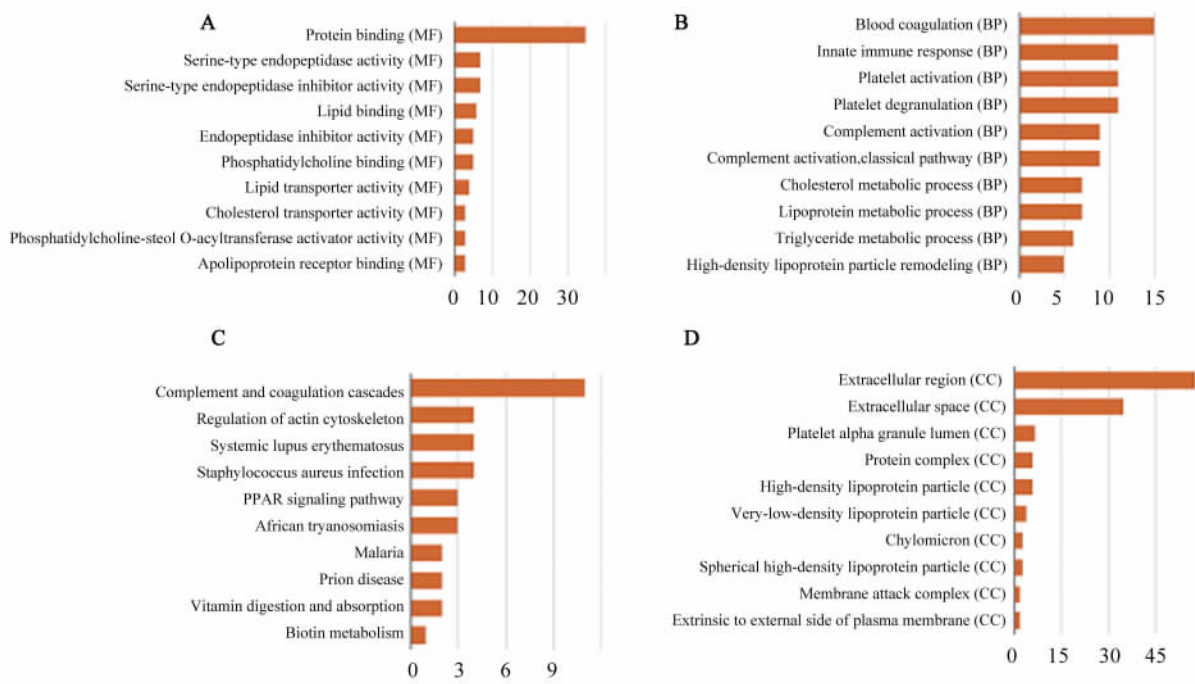 A
Protein binding (MF)
Serine-type endopeptidase activity (MF)
Serine-type endopeptidase inhibitor activity (MF)
Lipid binding (MF)
Endopeptidase inhibitor activity (MF)
Phosphatidylcholine binding (MF)
Lipid transporter activity (MF)
Cholesterol transporter activity (MF)
Phosphatidylcholine-steol O-acyltransferase activator activity (MF)
Apolipoprotein receptor binding (MF)
0 10 20 30
B
Blood coagulation (BP)
Innate immune response (BP)
Platelet activation (BP)
Platelet degranulation (BP)
Complement activation (BP)
Complement activation,classical pathway (BP)
Cholesterol metabolic process (BP)
Lipoprotein metabolic process (BP)
Triglyceride metabolic process (BP)
High-density lipoprotein particle remodeling (BP)
0 5 10 15
C
Complement and coagulation cascades
Regulation of actin cytoskeleton
Systemic lupus erythematosus
Staphylococcus aureus infection
PPAR signaling pathway
African tryanosomiasis
Malaria
Prion disease
Vitamin digestion and absorption
Biotin metabolism
0 3 6 9
D
Extracellular region (CC)
Extracellular space (CC)
Platelet alpha granule lumen (CC)
Protein complex (CC)
High-density lipoprotein particle (CC)
Very-low-density lipoprotein particle (CC)
Chylomicron (CC)
Spherical high-density lipoprotein particle (CC)
Membrane attack complex (CC)
Extrinsic to external side of plasma membrane (CC)
0 15 30 45